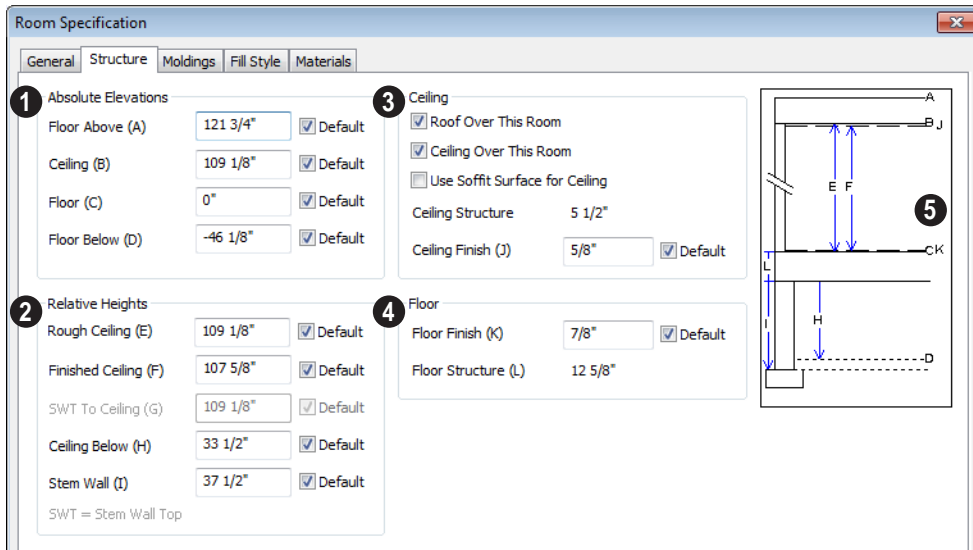 Room Specification
General Structure Moldings Fill Style Materials
1 Absolute Elevations
Floor Above (A) 121 3/4" Default
Ceiling (B) 109 1/8" Default
Floor (C) 0" Default
Floor Below (D) -46 1/8" Default
2 Relative Heights
Rough Ceiling (E) 109 1/8" Default
Finished Ceiling (F) 107 5/8" Default
SWT To Ceiling (G) 109 1/8" Default
Ceiling Below (H) 33 1/2" Default
Stem Wall (I) 37 1/2" Default
SWT = Stem Wall Top
3 Ceiling
Roof Over This Room
Ceiling Over This Room
Use Soffit Surface for Ceiling
Ceiling Structure 5 1/2"
Ceiling Finish (J) 5/8" Default
4 Floor
Floor Finish (K) 7/8" Default
Floor Structure (L) 12 5/8"
A
B J
E F
5
C K
L
I H
D